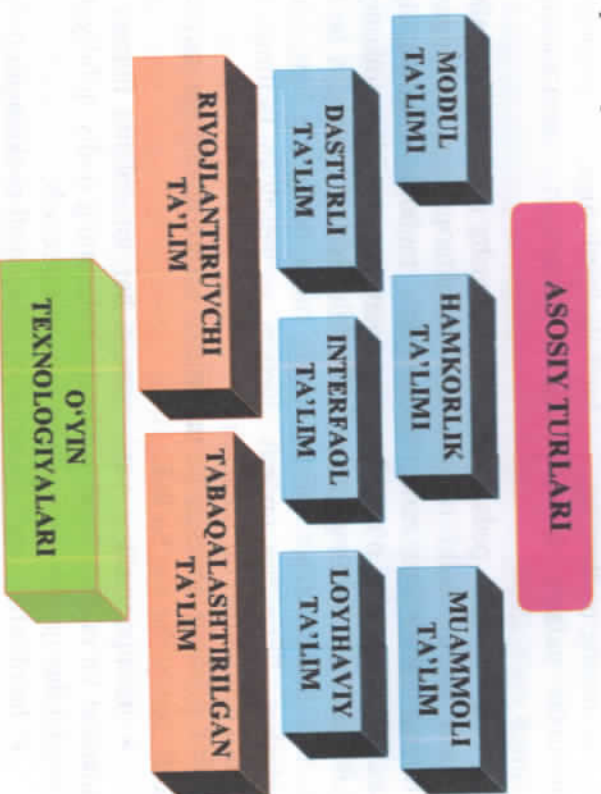 ASOSIY TURLARI
MODUL
TA'LIMI
HAMKORLIK
TA'LIMI
MUAMMOLI
TA'LIM
DASTURLI
TA'LIM
INTERFAOL
TA'LIM
LOYIHAVIY
TA'LIM
RIVOJLANTIRUVCHI
TA'LIM
TABAQALASHTIRILGAN
TA'LIM
O'YIN
TEXNOLOGIYALARI